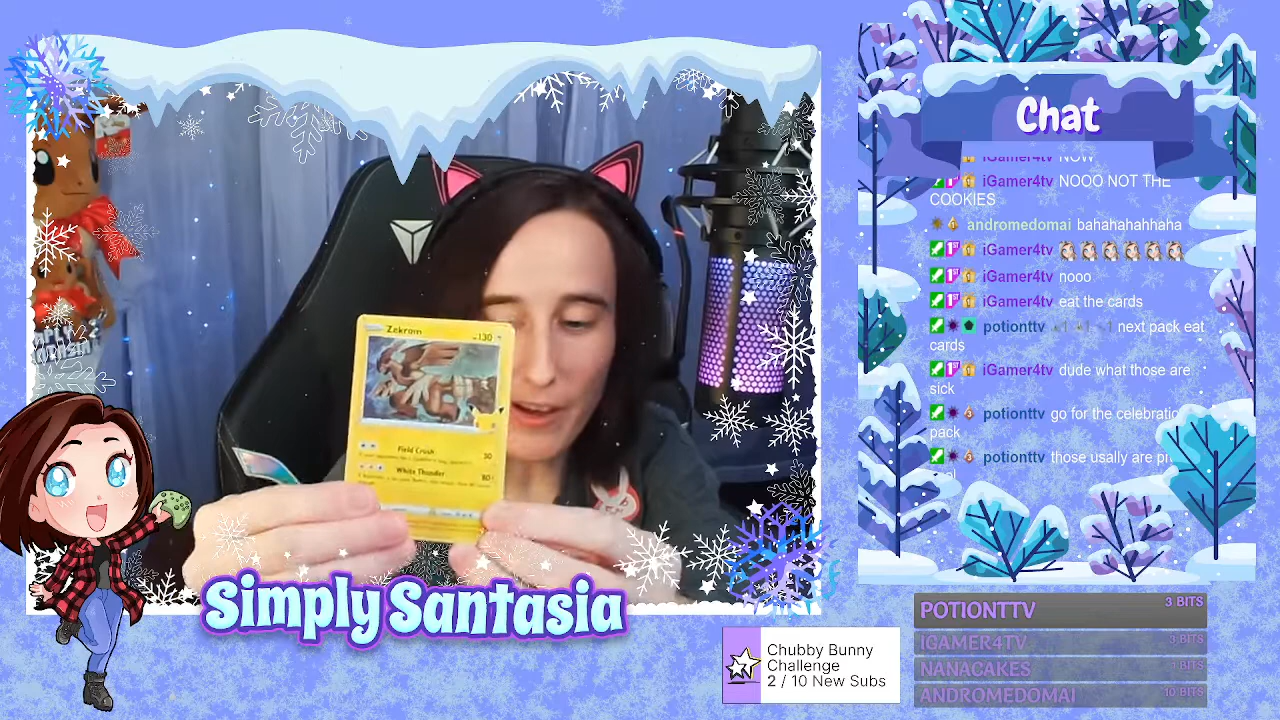 Chat
iGamer4tv NOW
iGamer4tv NOOO NOT THE
COOKIES
andromedomai bahahahahhaha
iGamer4tv
iGamer4tv nooo
iGamer4tv eat the cards
potionttv next pack eat
cards
iGamer4tv dude what those are
sick
potionttv go for the
pack
potionttv those usally are
Zekrom
130
Field Crush 30
White Thunder 80
Simply Santasia
Chubby Bunny
Challenge
2 / 10 New Subs
POTIONTTV 3 BITS
IGAMER4TV 3 BITS
NANACAKES 1 BITS
ANDROMEDOMAI 10 BITS